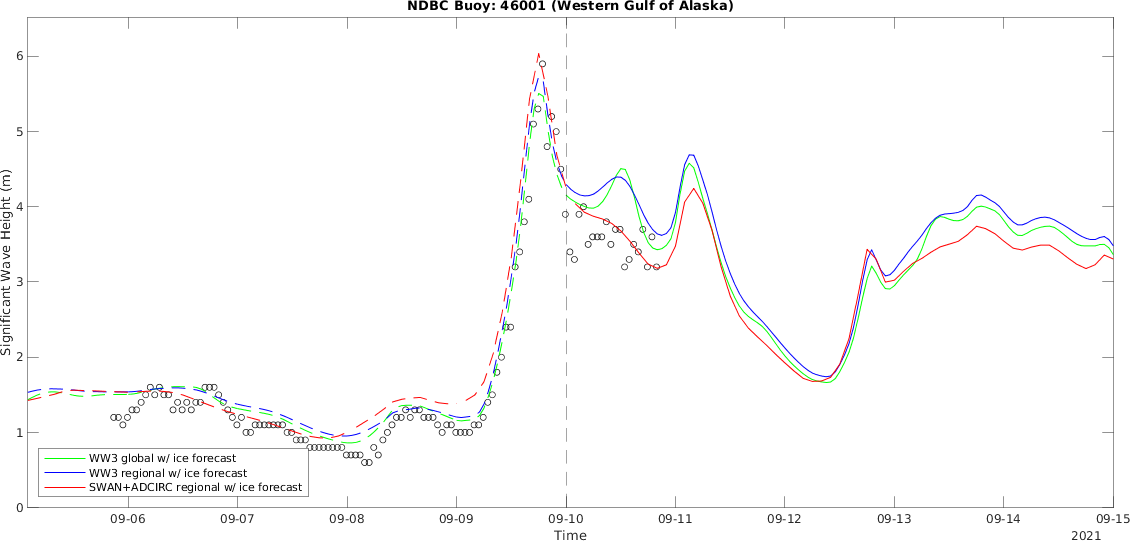 NDBC Buoy: 46001 (Western Gulf of Alaska)
Significant Wave Height (m)
6
5
4
3
2
1
0
WW3 global w/ ice forecast
WW3 regional w/ ice forecast
SWAN+ADCIRC regional w/ ice forecast
09-06 09-07 09-08 09-09 09-10 09-11 09-12 09-13 09-14 09-15
Time
2021